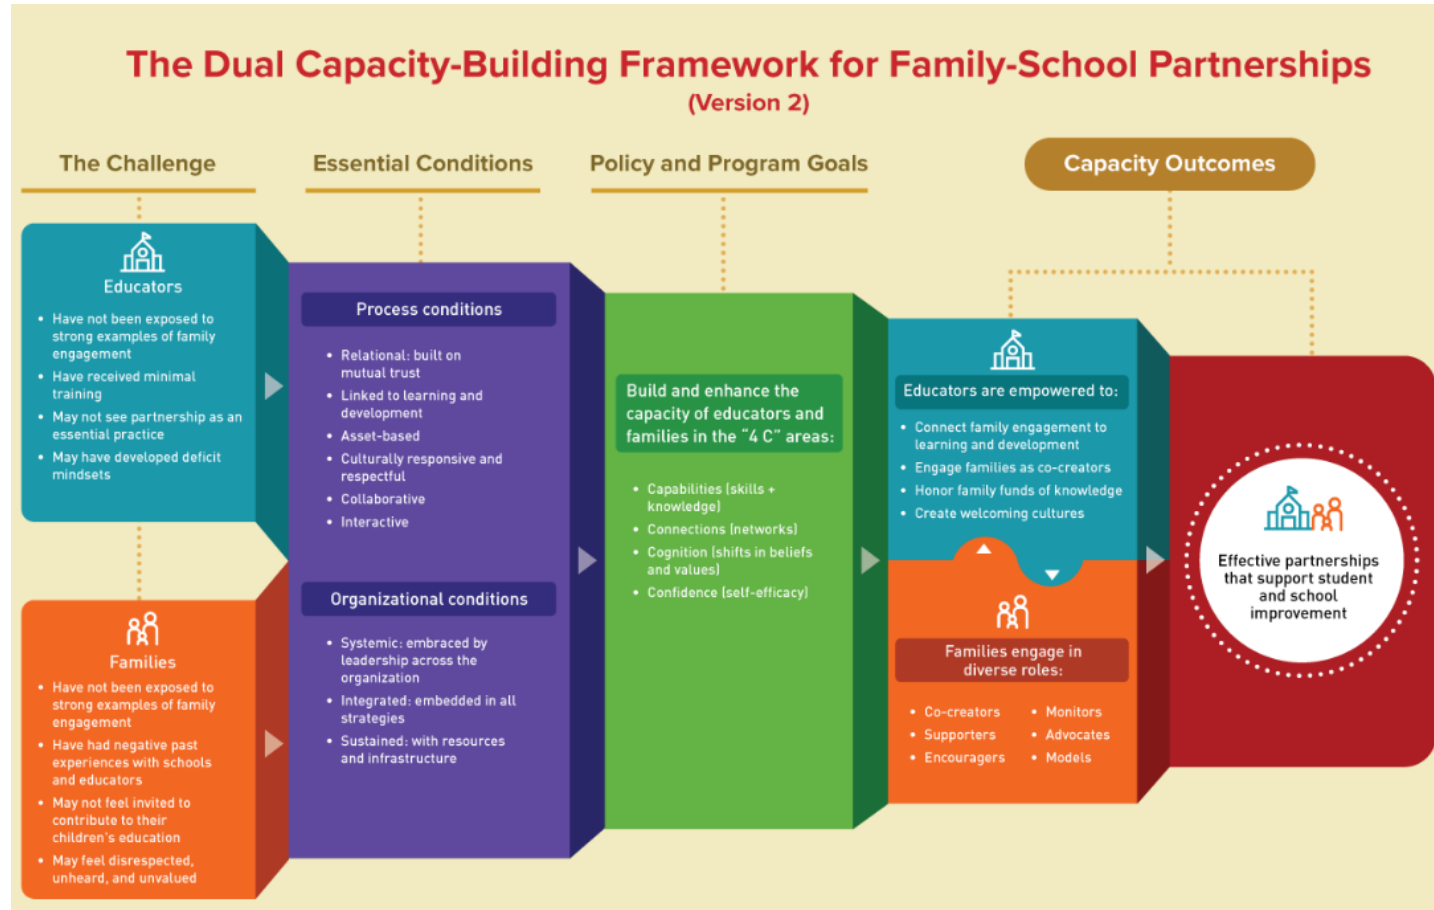 The Dual Capacity-Building Framework for Family-School Partnerships
(Version 2)
The Challenge
Educators
• Have not been exposed to
strong examples of family
engagement
• Have received minimal
training
• May not see partnership as an
essential practice
• May have developed deficit
mindsets
Families
• Have not been exposed to
strong examples of family
engagement
• Have had negative past
experiences with schools
and educators
• May not feel invited to
contribute to their
children's education
• May feel disrespected,
unheard, and unvalued
Essential Conditions
Process conditions
• Relational: built on
mutual trust
• Linked to learning and
development
• Asset-based
• Culturally responsive and
respectful
• Collaborative
• Interactive
Organizational conditions
• Systemic: embraced by
leadership across the
organization
• Integrated: embedded in all
strategies
• Sustained: with resources
and infrastructure
Policy and Program Goals
Build and enhance the
capacity of educators and
families in the "4 C" areas:
• Capabilities (skills +
knowledge)
• Connections (networks)
• Cognition (shifts in beliefs
and values)
• Confidence (self-efficacy)
Capacity Outcomes
Educators are empowered to:
• Connect family engagement to
learning and development
• Engage families as co-creators
• Honor family funds of knowledge
• Create welcoming cultures
Families engage in
diverse roles:
• Co-creators
• Supporters
• Encouragers
• Monitors
• Advocates
• Models
Effective partnerships
that support student
and school
improvement